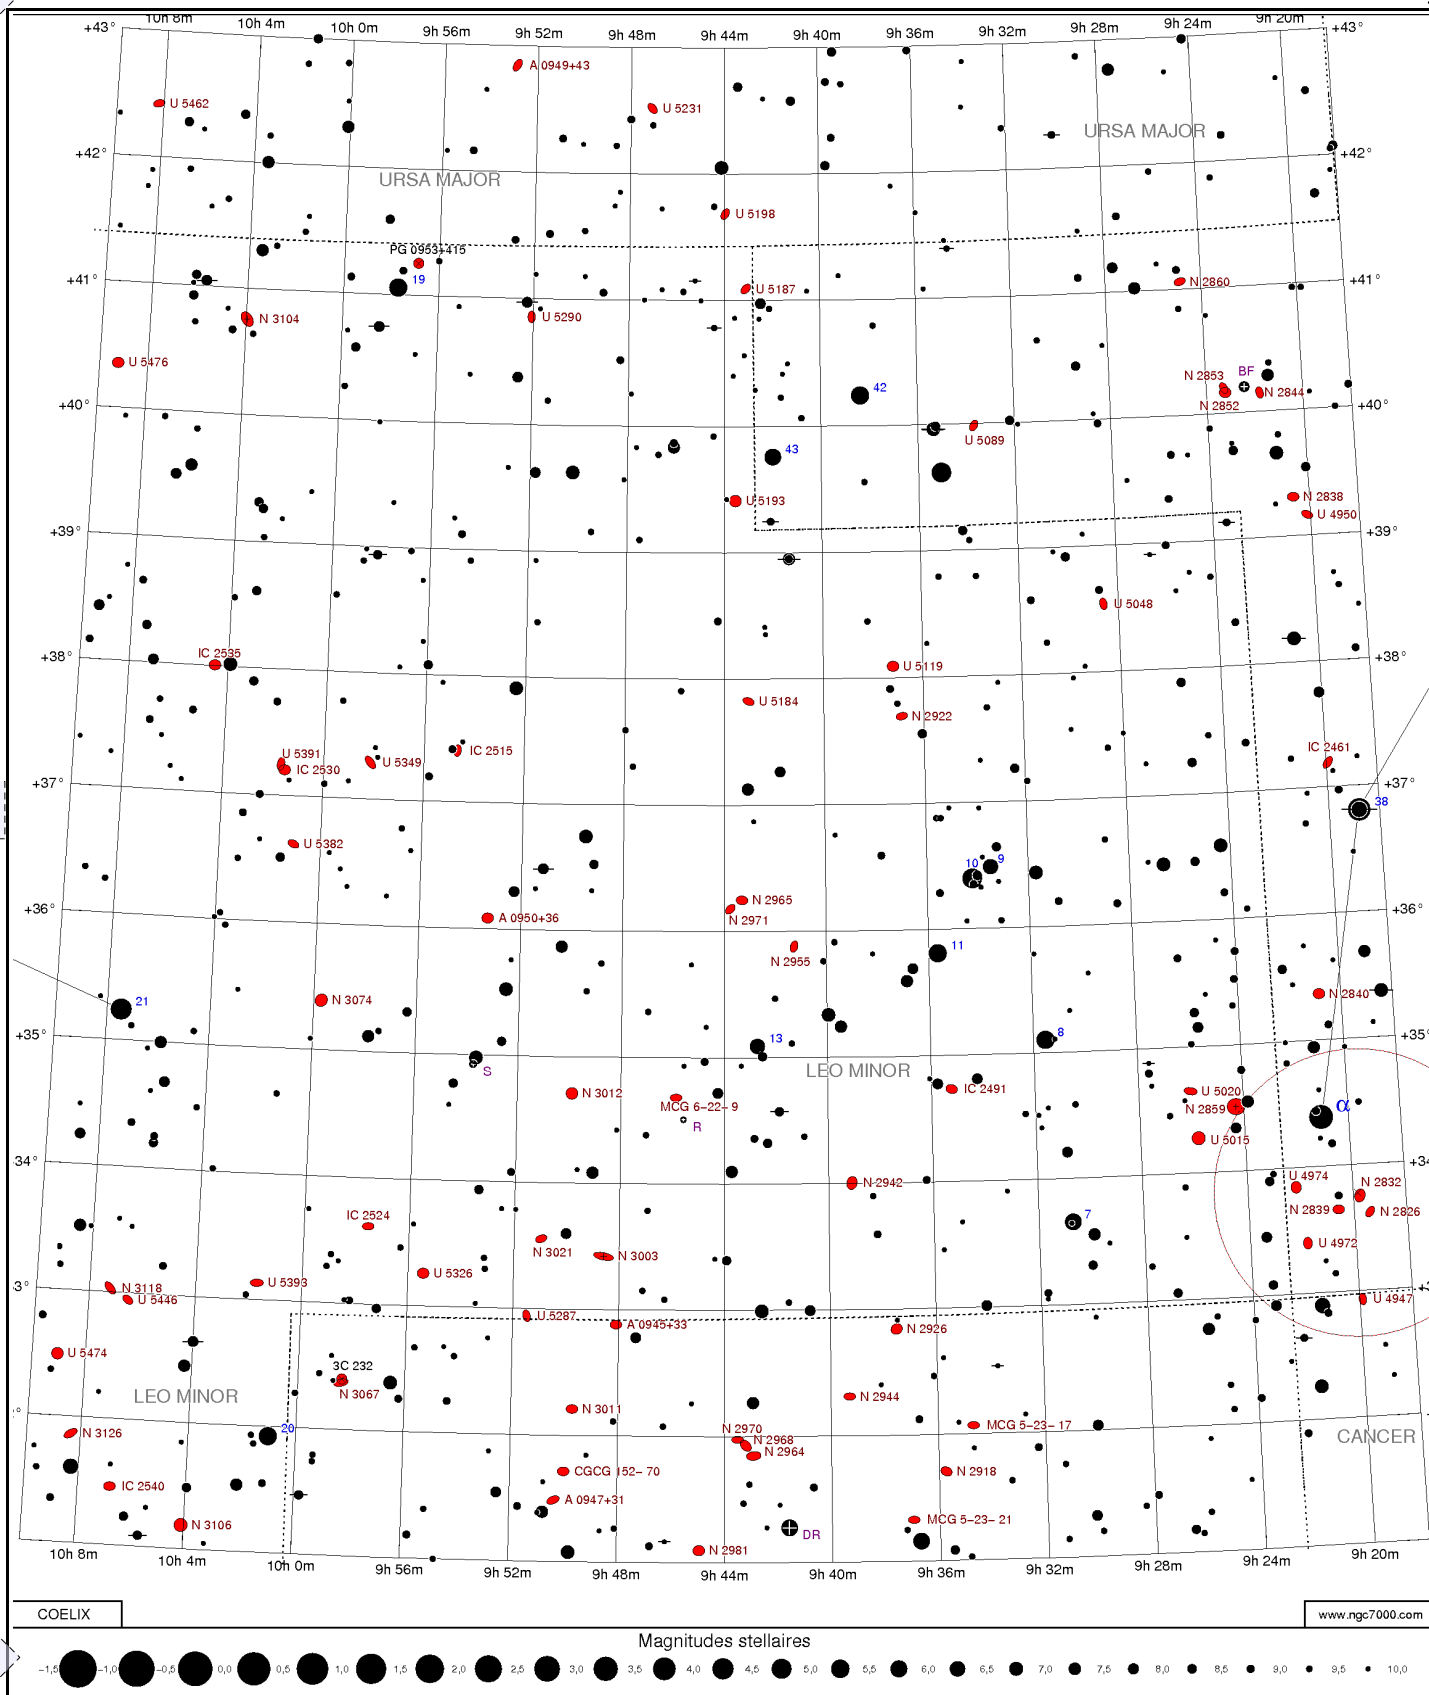 10h 8m 10h 4m 10h 0m 9h 56m 9h 52m 9h 48m 9h 44m 9h 40m 9h 36m 9h 32m 9h 28m 9h 24m 9h 20m
+43° +43°
A 0949+43
U 5462 U 5231
URSA MAJOR
+42° +42°
URSA MAJOR
U 5198
PG 0953+415
+41° 19 U 5187 N 2860 +41°
N 3104 U 5290
U 5476 BF
N 2853
42 N 2844
+40° N 2852 +40°
U 5089
43
U 5193 N 2838
U 4950
+39° +39°
U 5048
IC 2535
+38° U 5119 +38°
U 5184
N 2922
U 5391 IC 2515 IC 2461
U 5349
IC 2530
+37° +37°
38
U 5382
10 9
N 2965
+36° A 0950+36 N 2971 +36°
11
N 2955
21 N 3074 N 2840
+35° 13 8 +35°
S LEO MINOR
N 3012 IC 2491 U 5020
MCG 6-22- 9 N 2859 α
R U 5015
+34° +34
N 2942 U 4974 N 2832
IC 2524 7 N 2839 N 2826
N 3021 N 3003 U 4972
U 5393 U 5326
3° N 3118
U 5446 U 4947
U 5287
A 0945+33 N 2926
U 5474
3C 232
LEO MINOR N 3067 N 2944
N 3011
N 2970 MCG 5-23- 17
N 3126 20 N 2968 CANCER
N 2964
CGCG 152- 70 N 2918
IC 2540
A 0947+31
N 3106 MCG 5-23- 21
DR
N 2981
10h 8m 10h 4m 10h 0m 9h 56m 9h 52m 9h 48m 9h 44m 9h 40m 9h 36m 9h 32m 9h 28m 9h 24m 9h 20m
COELIX www.ngc7000.com
Magnitudes stellaires
-1,5 -1,0 -0,5 0,0 0,5 1,0 1,5 2,0 2,5 3,0 3,5 4,0 4,5 5,0 5,5 6,0 6,5 7,0 7,5 8,0 8,5 9,0 9,5 10,0